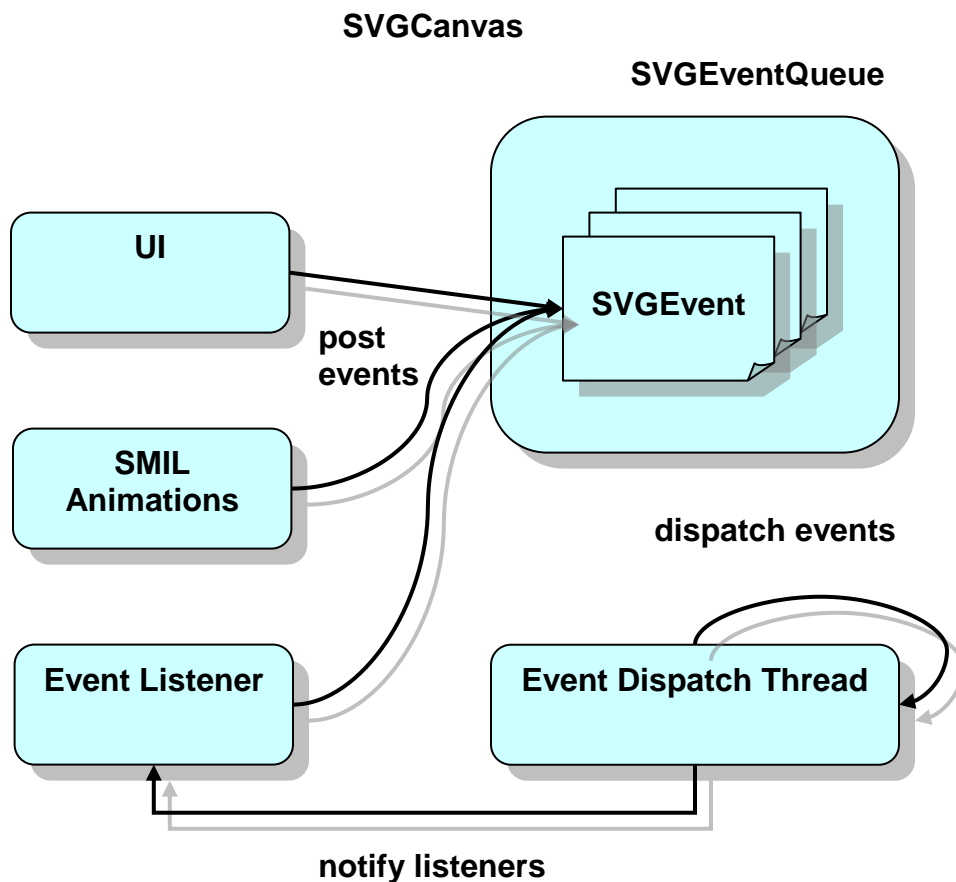 SVGCanvas
SVGEventQueue
UI
SVGEvent
post
events
SMIL
Animations
dispatch events
Event Listener
Event Dispatch Thread
notify listeners